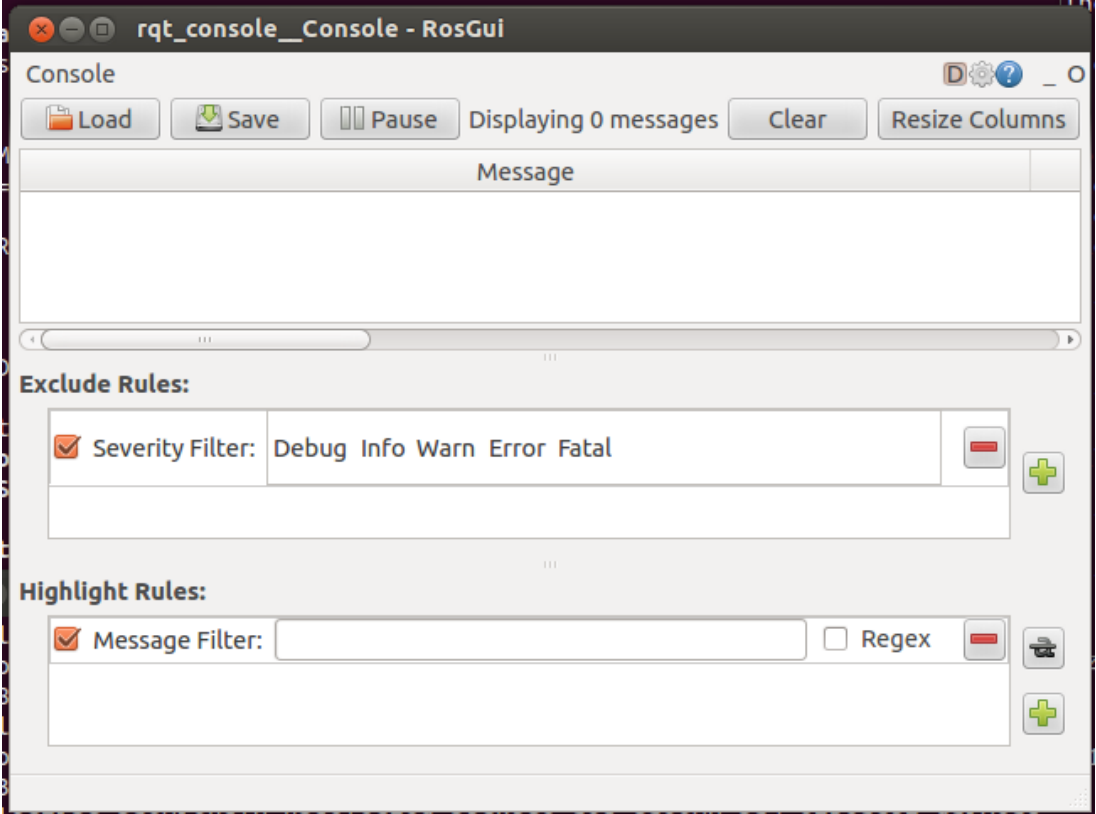 rqt_console__Console - RosGui
Console D ? _ O
Load Save Pause Displaying 0 messages Clear Resize Columns
Message
Exclude Rules:
Severity Filter: Debug Info Warn Error Fatal
Highlight Rules:
Message Filter: Regex